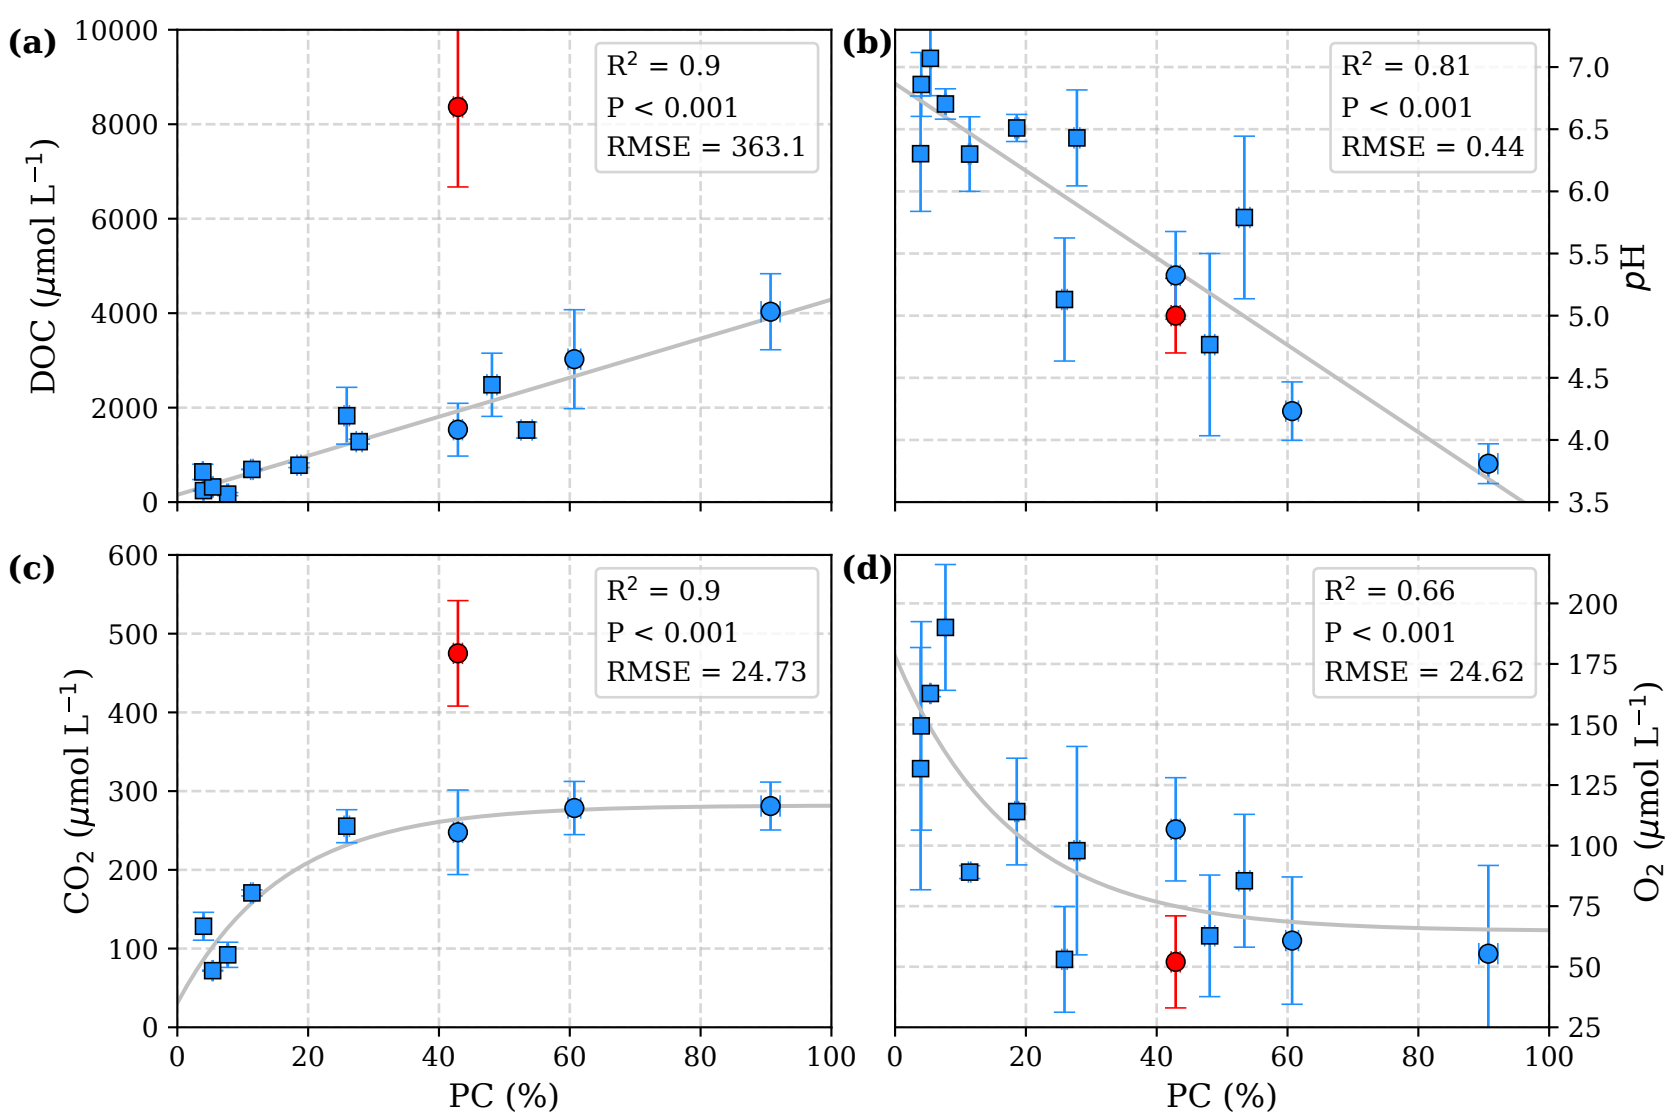 (a)
10000
8000
6000
4000
2000
0
DOC (μmol L⁻¹)
R² = 0.9
P < 0.001
RMSE = 363.1
(b)
R² = 0.81
P < 0.001
RMSE = 0.44
7.0
6.5
6.0
5.5
5.0
4.5
4.0
3.5
pH
(c)
600
500
400
300
200
100
0
CO₂ (μmol L⁻¹)
R² = 0.9
P < 0.001
RMSE = 24.73
0 20 40 60 80 100
PC (%)
(d)
R² = 0.66
P < 0.001
RMSE = 24.62
200
175
150
125
100
75
50
25
O₂ (μmol L⁻¹)
0 20 40 60 80 100
PC (%)